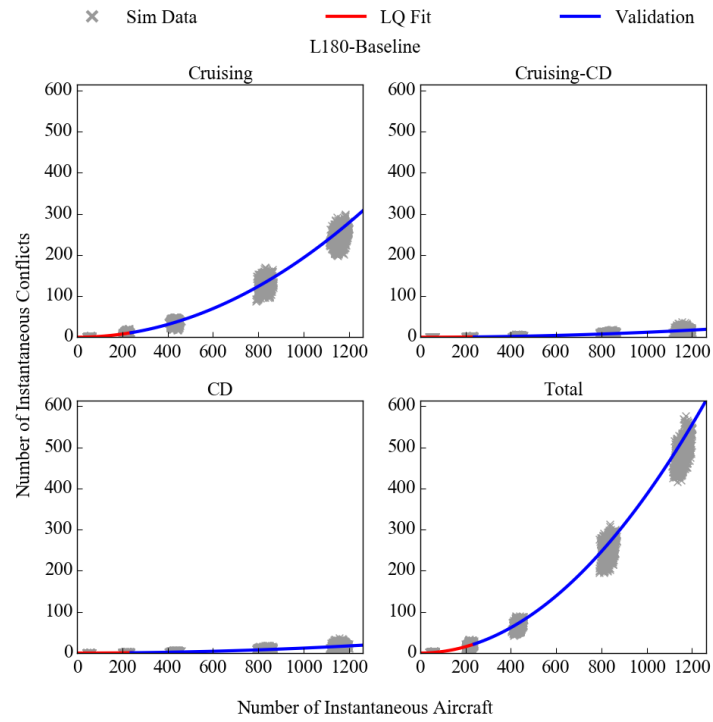 Sim Data LQ Fit Validation
L180-Baseline
Cruising Cruising-CD
600 600
500 500
400 400
300 300
200 200
100 100
0 0
0 200 400 600 800 1000 1200 0 200 400 600 800 1000 1200
CD Total
600 600
500 500
400 400
300 300
200 200
100 100
0 0
0 200 400 600 800 1000 1200 0 200 400 600 800 1000 1200
Number of Instantaneous Conflicts
Number of Instantaneous Aircraft